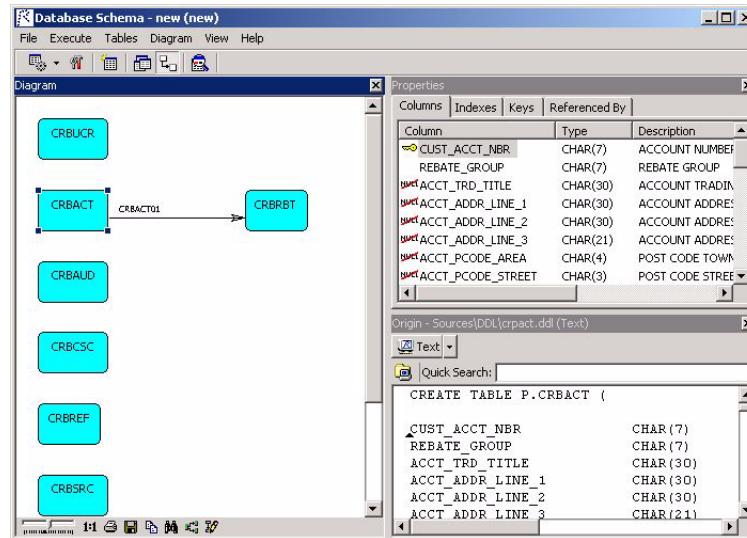 Database Schema - new (new)
File Execute Tables Diagram View Help
Diagram
CRBUCR
CRBACT
CRBACT01
CRBRBT
CRBAUD
CRBCSC
CRBREF
CRBSRC
1:1
Properties
Columns Indexes Keys Referenced By
Column Type Description
CUST_ACCT_NBR CHAR(7) ACCOUNT NUMBER
REBATE_GROUP CHAR(7) REBATE GROUP
ACCT_TRD_TITLE CHAR(30) ACCOUNT TRADIN
ACCT_ADDR_LINE_1 CHAR(30) ACCOUNT ADDRES
ACCT_ADDR_LINE_2 CHAR(30) ACCOUNT ADDRES
ACCT_ADDR_LINE_3 CHAR(21) ACCOUNT ADDRES
ACCT_PCODE_AREA CHAR(4) POST CODE TOWN
ACCT_PCODE_STREET CHAR(3) POST CODE STREE
Origin - Sources\DDL\crpact.ddl (Text)
Text
Quick Search:
CREATE TABLE P.CRBACT (
CUST_ACCT_NBR CHAR(7)
REBATE_GROUP CHAR(7)
ACCT_TRD_TITLE CHAR(30)
ACCT_ADDR_LINE_1 CHAR(30)
ACCT_ADDR_LINE_2 CHAR(30)
ACCT_ADDR_LINE_3 CHAR(21)